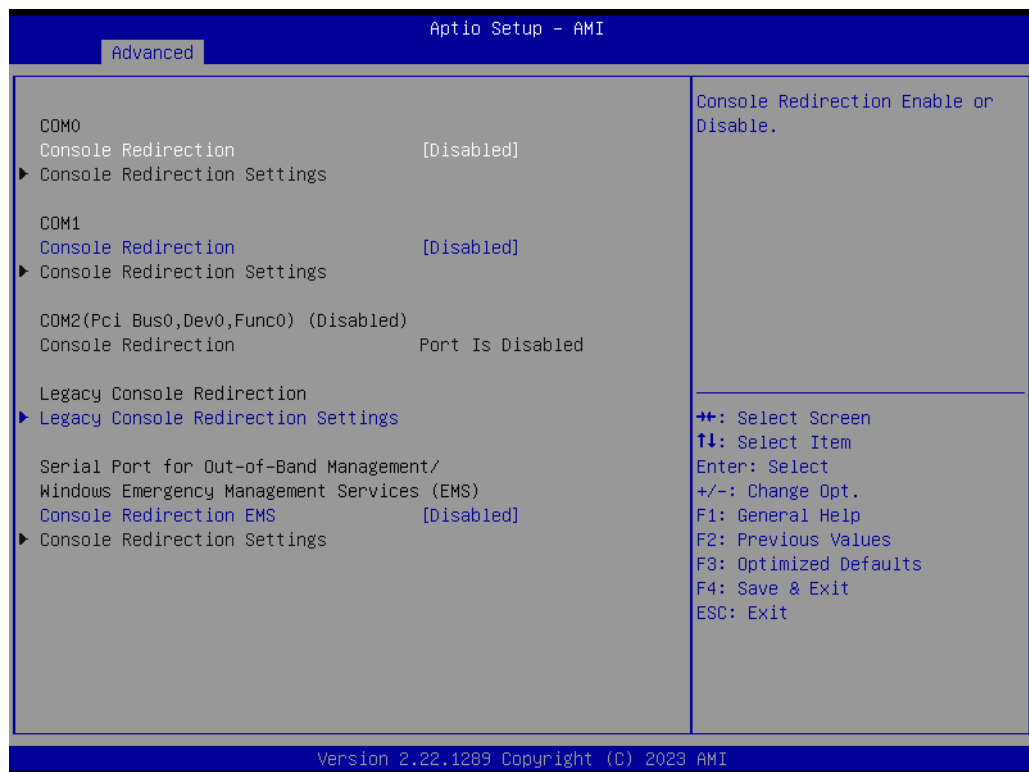 Aptio Setup – AMI
Advanced
COM0
Console Redirection [Disabled]
▶ Console Redirection Settings
COM1
Console Redirection [Disabled]
▶ Console Redirection Settings
COM2(Pci Bus0,Dev0,Func0) (Disabled)
Console Redirection Port Is Disabled
Legacy Console Redirection
▶ Legacy Console Redirection Settings
Serial Port for Out-of-Band Management/
Windows Emergency Management Services (EMS)
Console Redirection EMS [Disabled]
▶ Console Redirection Settings
Console Redirection Enable or
Disable.
→←: Select Screen
↑↓: Select Item
Enter: Select
+/-: Change Opt.
F1: General Help
F2: Previous Values
F3: Optimized Defaults
F4: Save & Exit
ESC: Exit
Version 2.22.1289 Copyright (C) 2023 AMI